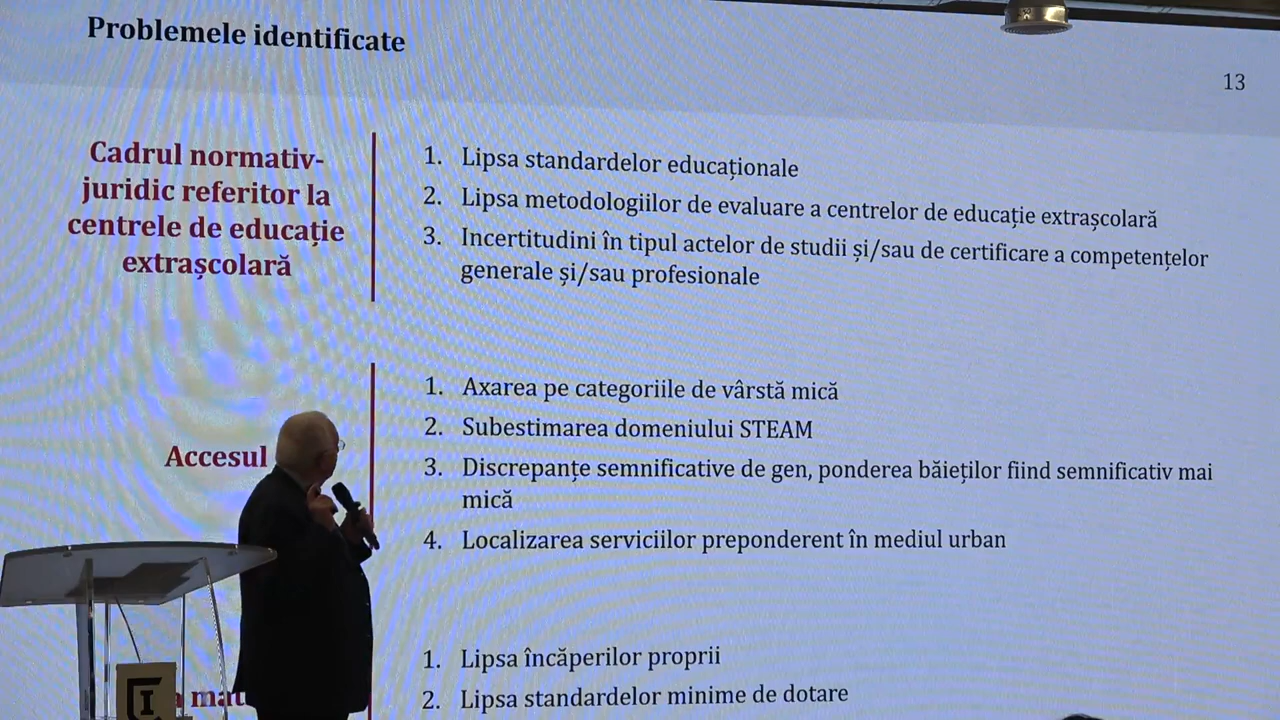 Problemele identificate
13
Cadrul normativ-
juridic referitor la
centrele de educație
extrașcolară
1. Lipsa standardelor educaționale
2. Lipsa metodologiilor de evaluare a centrelor de educație extrașcolară
3. Incertitudini în tipul actelor de studii și/sau de certificare a competențelor
generale și/sau profesionale
Accesul
1. Axarea pe categoriile de vârstă mică
2. Subestimarea domeniului STEAM
3. Discrepanțe semnificative de gen, ponderea băieților fiind semnificativ mai
mică
4. Localizarea serviciilor preponderent în mediul urban
1. Lipsa încăperilor proprii
2. Lipsa standardelor minime de dotare